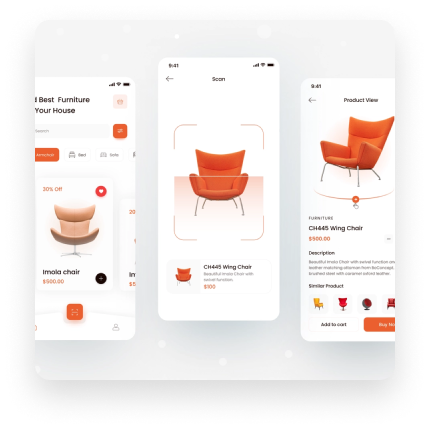 d Best Furniture
Your House
Search
Armchair
Bed
Sofa
30% Off
Imola chair
$500.00
20%
$
9:41
Scan
CH445 Wing Chair
Beautiful Imola Chair with
swivel function.
$100
9:41
Product View
FURNITURE
CH445 Wing Chair
$500.00
Description
Beautiful Imola Chair with swivel function and
leather matching ottoman from BoConcept.
brushed steel with caramel oxford leather
Similar Product
Add to cart
Buy No